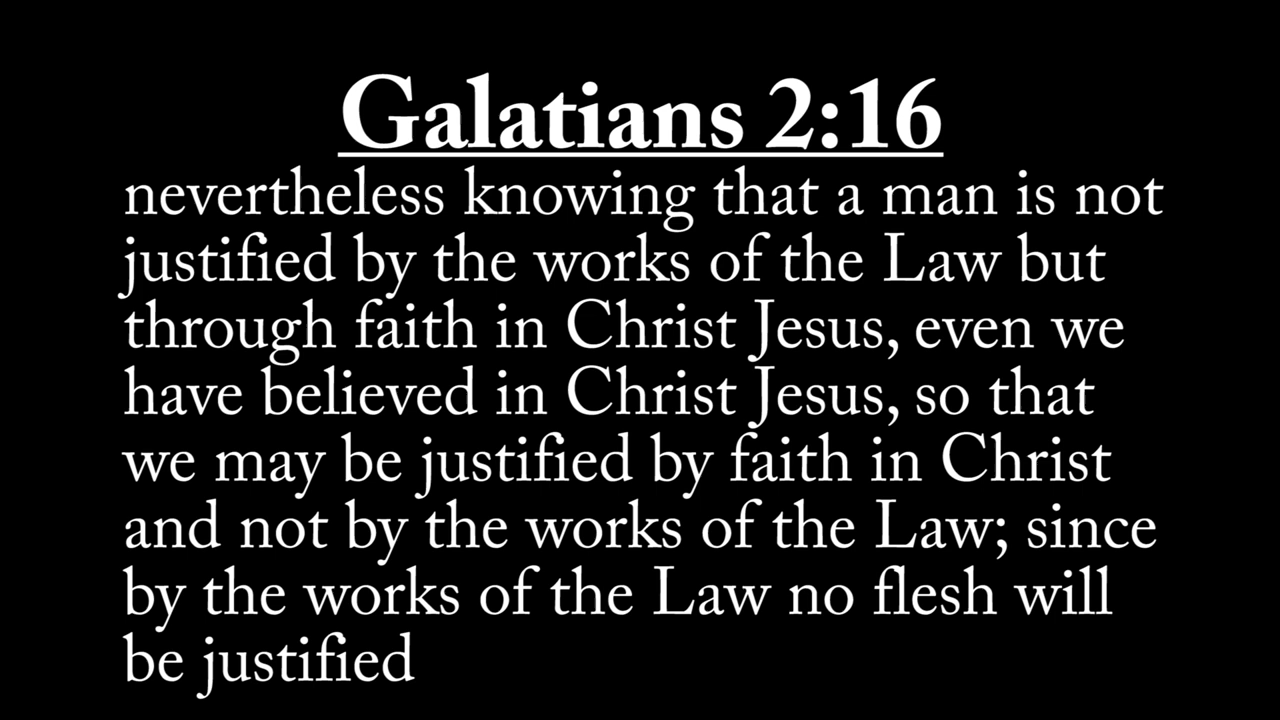 Galatians 2:16
nevertheless knowing that a man is not
justified by the works of the Law but
through faith in Christ Jesus, even we
have believed in Christ Jesus, so that
we may be justified by faith in Christ
and not by the works of the Law; since
by the works of the Law no flesh will
be justified